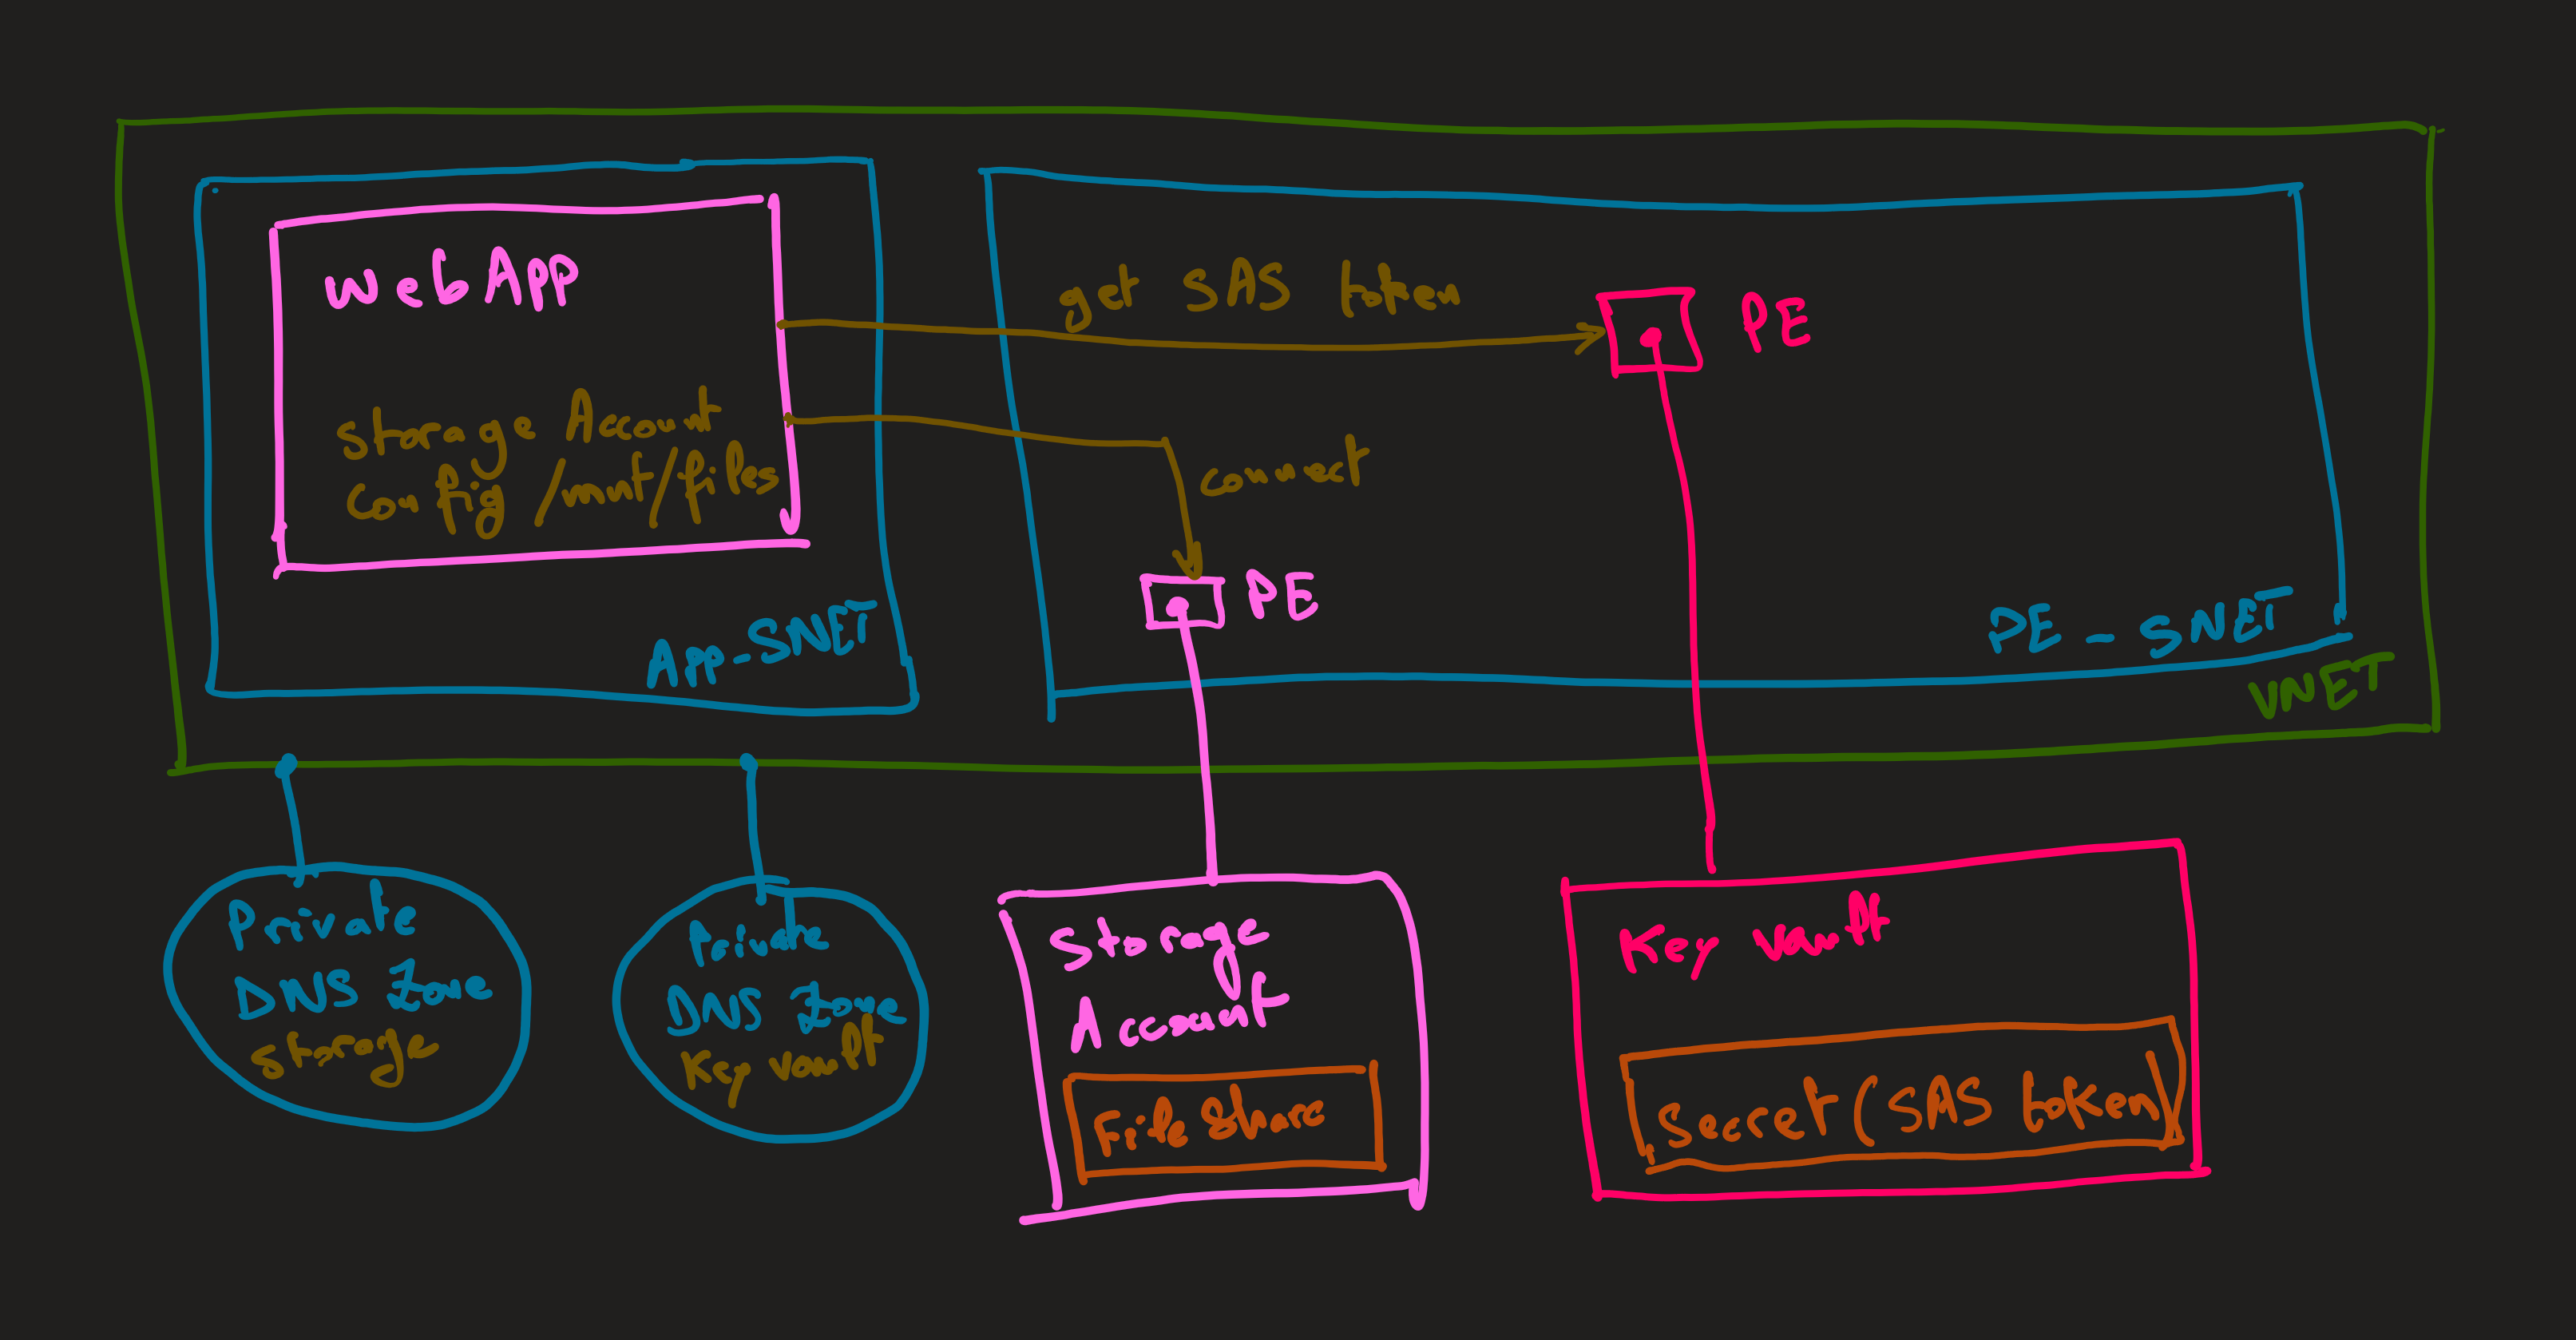 WebApp
Storage Account
Config /mnt/files
App-SNET
get SAS token
PE
connect
PE
PE-SNET
VNET
Private
DNS Zone
Storage
Private
DNS Zone
Key vault
Storage
Account
File Share
Key vault
Secret (SAS token)